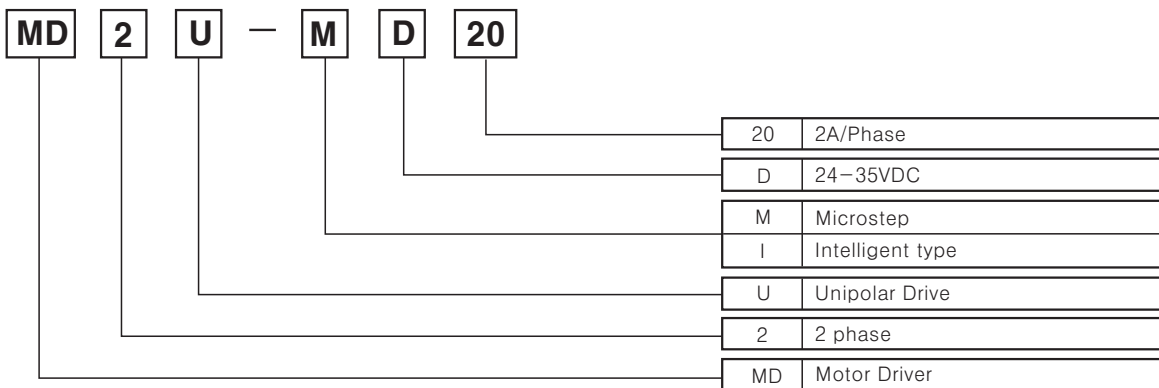 MD 2 U － M D 20
20 2A/Phase
D 24－35VDC
M Microstep
I Intelligent type
U Unipolar Drive
2 2 phase
MD Motor Driver